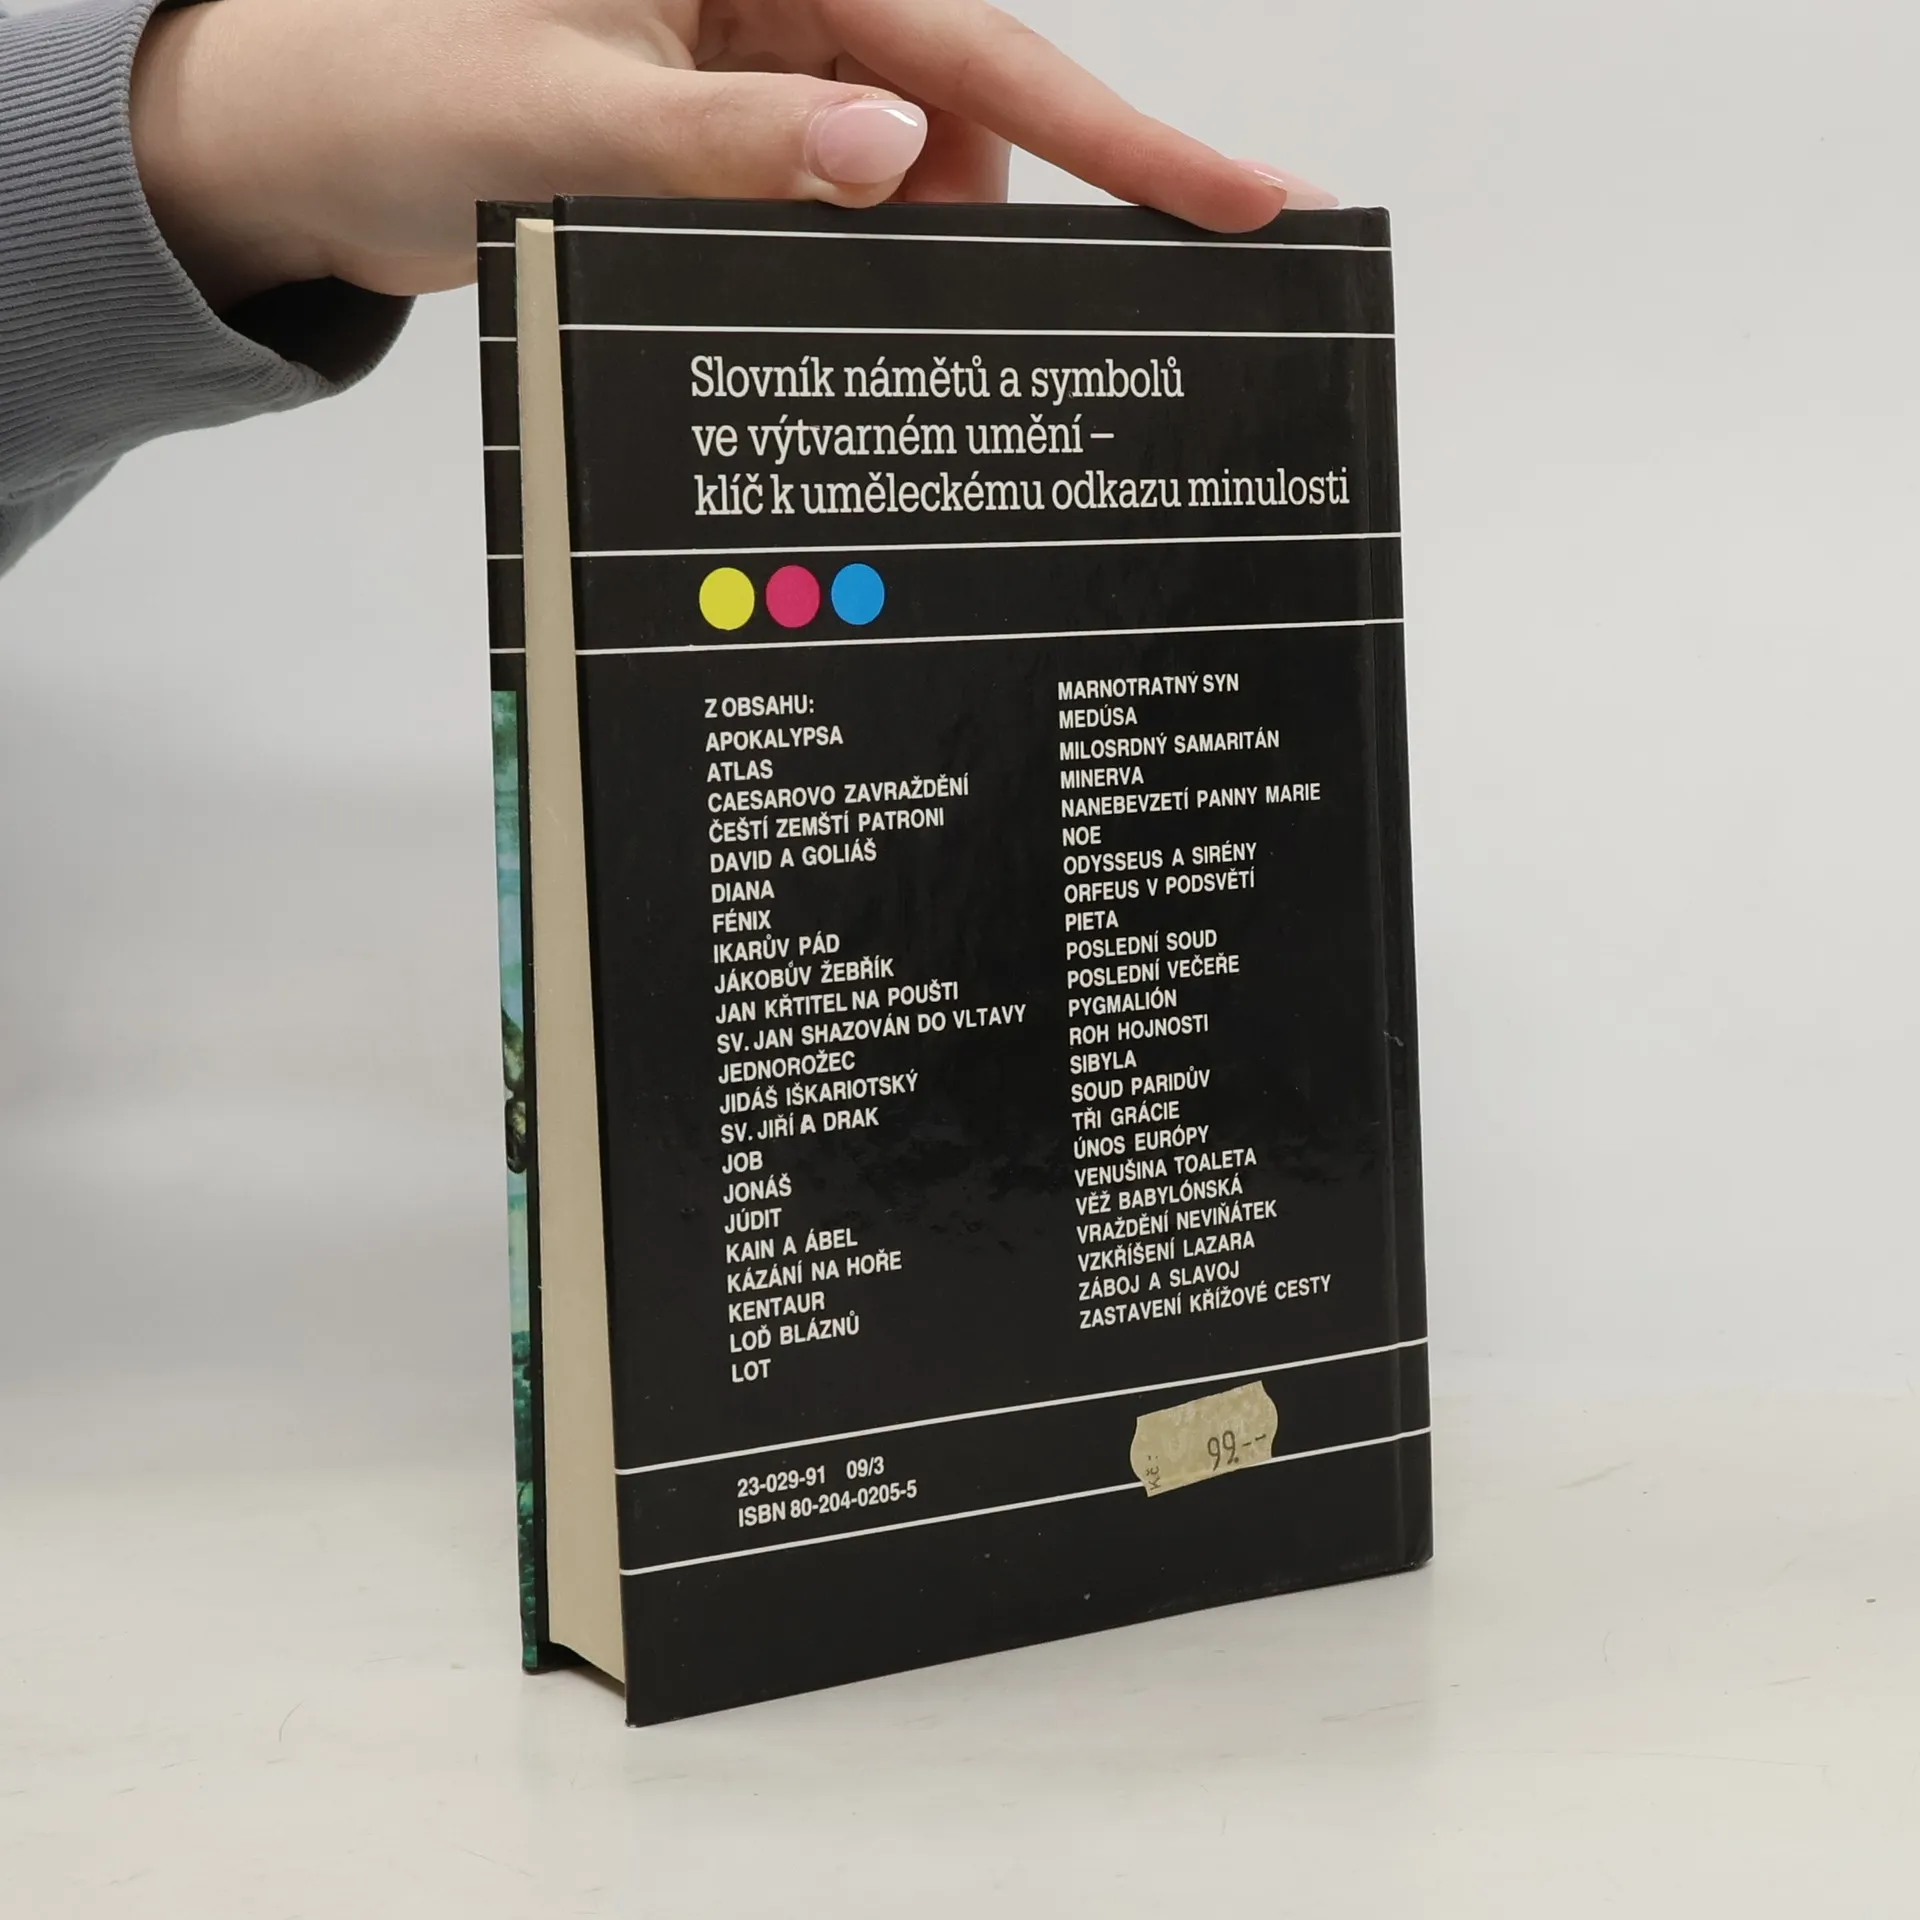 Slovník námětů a symbolů
ve výtvarném umění –
klíč k uměleckému odkazu minulosti
Z OBSAHU:
APOKALYPSA
ATLAS
CAESAROVO ZAVRAŽDĚNÍ
ČEŠTÍ ZEMŠTÍ PATRONI
DAVID A GOLIÁŠ
DIANA
FÉNIX
IKARŮV PÁD
JÁKOBŮV ŽEBŘÍK
JAN KŘTITEL NA POUŠTI
SV. JAN SHAZOVÁN DO VLTAVY
JEDNOROŽEC
JIDÁŠ IŠKARIOTSKÝ
SV. JIŘÍ A DRAK
JOB
JONÁŠ
JÚDIT
KAIN A ÁBEL
KÁZÁNÍ NA HOŘE
KENTAUR
LOĎ BLÁZNŮ
LOT
MARNOTRATNÝ SYN
MEDÚSA
MILOSRDNÝ SAMARITÁN
MINERVA
NANEBEVZETÍ PANNY MARIE
NOE
ODYSSEUS A SIRÉNY
ORFEUS V PODSVĚTÍ
PIETA
POSLEDNÍ SOUD
POSLEDNÍ VEČEŘE
PYGMALIÓN
ROH HOJNOSTI
SIBYLA
SOUD PARIDŮV
TŘI GRÁCIE
ÚNOS EURÓPY
VENUŠINA TOALETA
VĚŽ BABYLÓNSKÁ
VRAŽDĚNÍ NEVIŇÁTEK
VZKŘÍŠENÍ LAZARA
ZÁBOJ A SLAVOJ
ZASTAVENÍ KŘÍŽOVÉ CESTY
23-029-91 09/3
ISBN 80-204-0205-5
Kč:
99.--